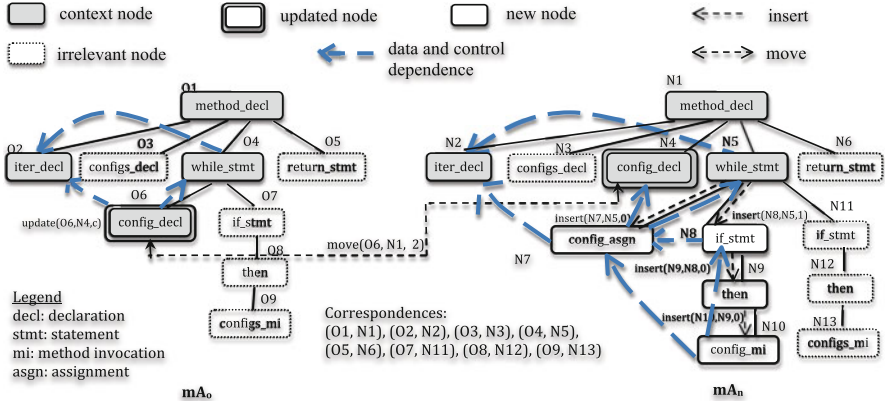 context node
updated node
new node
insert
irrelevant node
data and control
dependence
move
O1
method_decl
O2
O3
O4
O5
iter_decl
configs_decl
while_stmt
return_stmt
O6
O7
update(O6,N4,c)
config_decl
if_stmt
O8
move(O6, N1, 2)
then
O9
configs_mi
N1
method_decl
N2
N3
N4
N5
N6
iter_decl
configs_decl
config_decl
while_stmt
return_stmt
N11
insert(N7,N5,0)
insert(N8,N5,1)
config_asgn
N8
if_stmt
if_stmt
N7
insert(N9,N8,0)
N9
N12
then
then
insert(N10,N9,0)
N10
N13
config_mi
configs_mi
Legend
decl: declaration
stmt: statement
mi: method invocation
asgn: assignment
Correspondences:
(O1, N1), (O2, N2), (O3, N3), (O4, N5),
(O5, N6), (O7, N11), (O8, N12), (O9, N13)
mAo
mAn